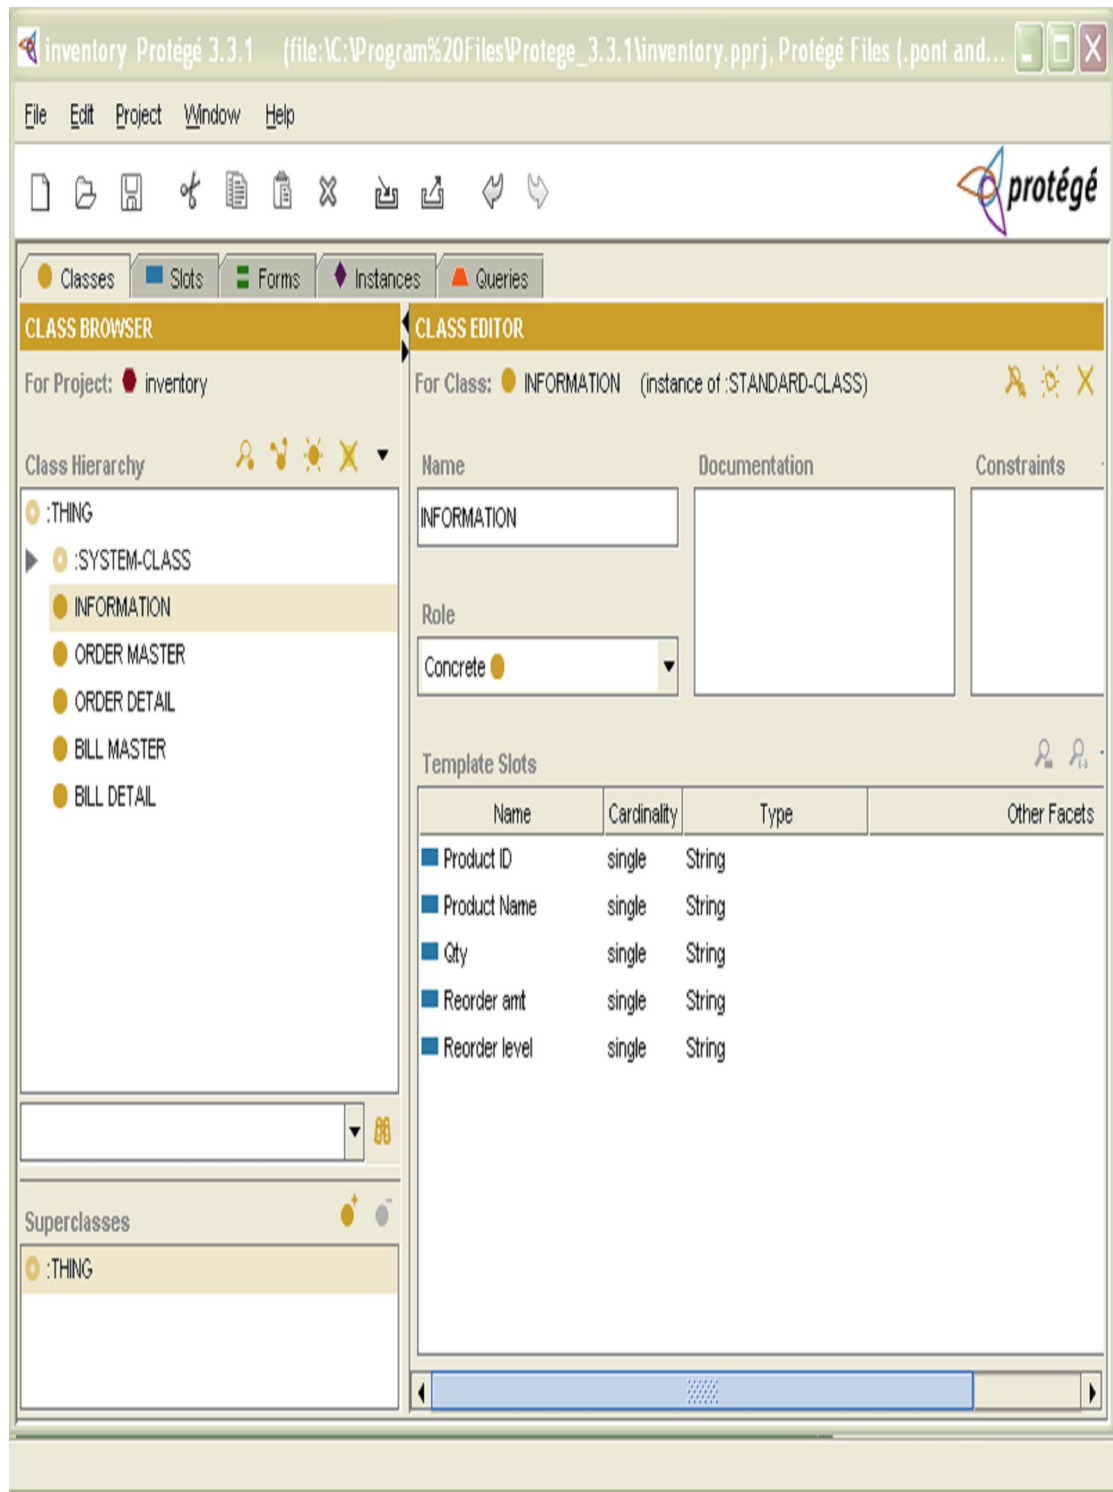 inventory Protégé 3.3.1 (file:\C:\Program%20Files\Protege_3.3.1\inventory.pprj, Protégé Files (.pont and...
File Edit Project Window Help
protégé
Classes Slots Forms Instances Queries
CLASS BROWSER
For Project: inventory
Class Hierarchy
:THING
:SYSTEM-CLASS
INFORMATION
ORDER MASTER
ORDER DETAIL
BILL MASTER
BILL DETAIL
Superclasses
:THING
CLASS EDITOR
For Class: INFORMATION (instance of :STANDARD-CLASS)
Name Documentation Constraints
INFORMATION
Role
Concrete
Template Slots
Name Cardinality Type Other Facets
Product ID single String
Product Name single String
Qty single String
Reorder amt single String
Reorder level single String